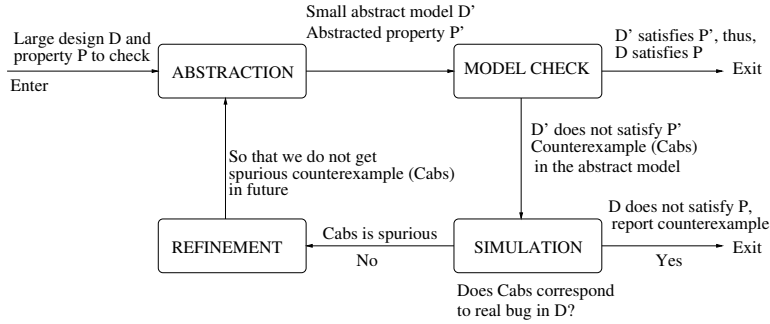 Large design D and
property P to check
Enter
ABSTRACTION
Small abstract model D'
Abstracted property P'
MODEL CHECK
D' satisfies P', thus,
D satisfies P
Exit
D' does not satisfy P'
Counterexample (Cabs)
in the abstract model
So that we do not get
spurious counterexample (Cabs)
in future
REFINEMENT
Cabs is spurious
No
SIMULATION
D does not satisfy P,
report counterexample
Yes
Exit
Does Cabs correspond
to real bug in D?